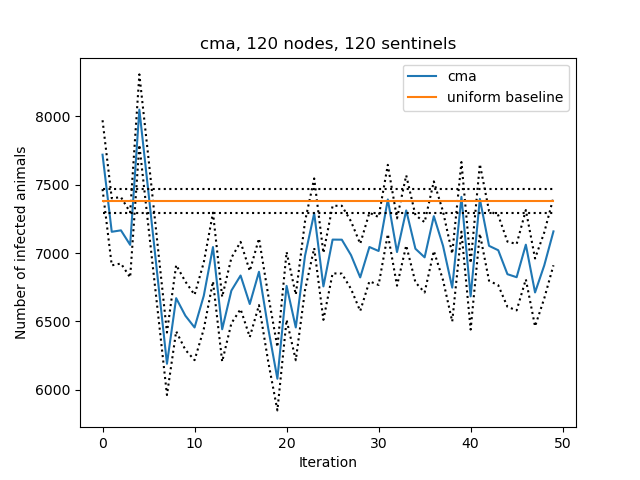 cma, 120 nodes, 120 sentinels
cma
uniform baseline
Number of infected animals
8000
7500
7000
6500
6000
0
10
20
30
40
50
Iteration